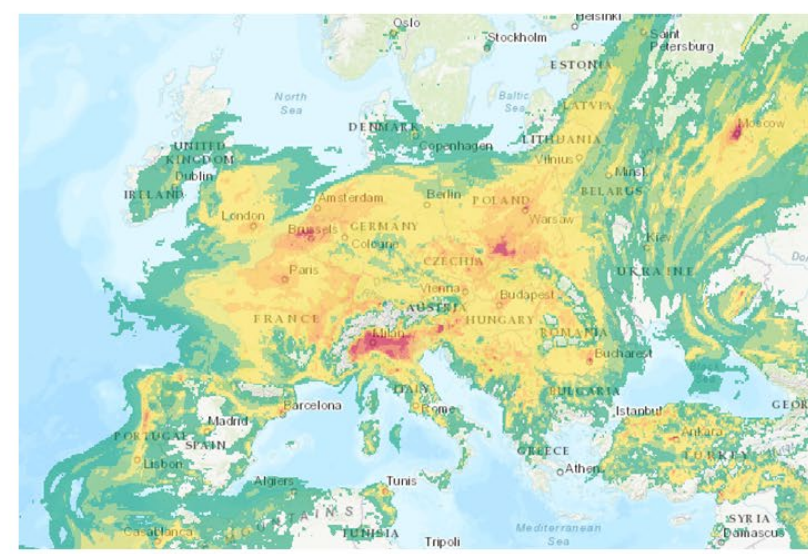 Oslo
Helsinki
Stockholm
Saint
Petersburg
ESTONIA
North
Sea
Baltic
Sea
LATVIA
Moscow
DENMARK
Copenhagen
LITHUANIA
Vilnius
UNITED
KINGDOM
Dublin
IRELAND
Minsk
BELARUS
Amsterdam
Berlin
POLAND
Warsaw
London
Brussels
GERMANY
Cologne
Kiev
UKRAINE
Paris
CZECHIA
Vienna
Budapest
AUSTRIA
FRANCE
HUNGARY
Milan
ROMANIA
Bucharest
ITALY
BULGARIA
Barcelona
Rome
Istanbul
GEOR
Madrid
PORTUGAL
SPAIN
Ankara
TURKEY
Lisbon
GREECE
Athen
Algiers
Tunis
Casablanca
TUNISIA
Tripoli
Mediterranean
Sea
SYRIA
Damascus